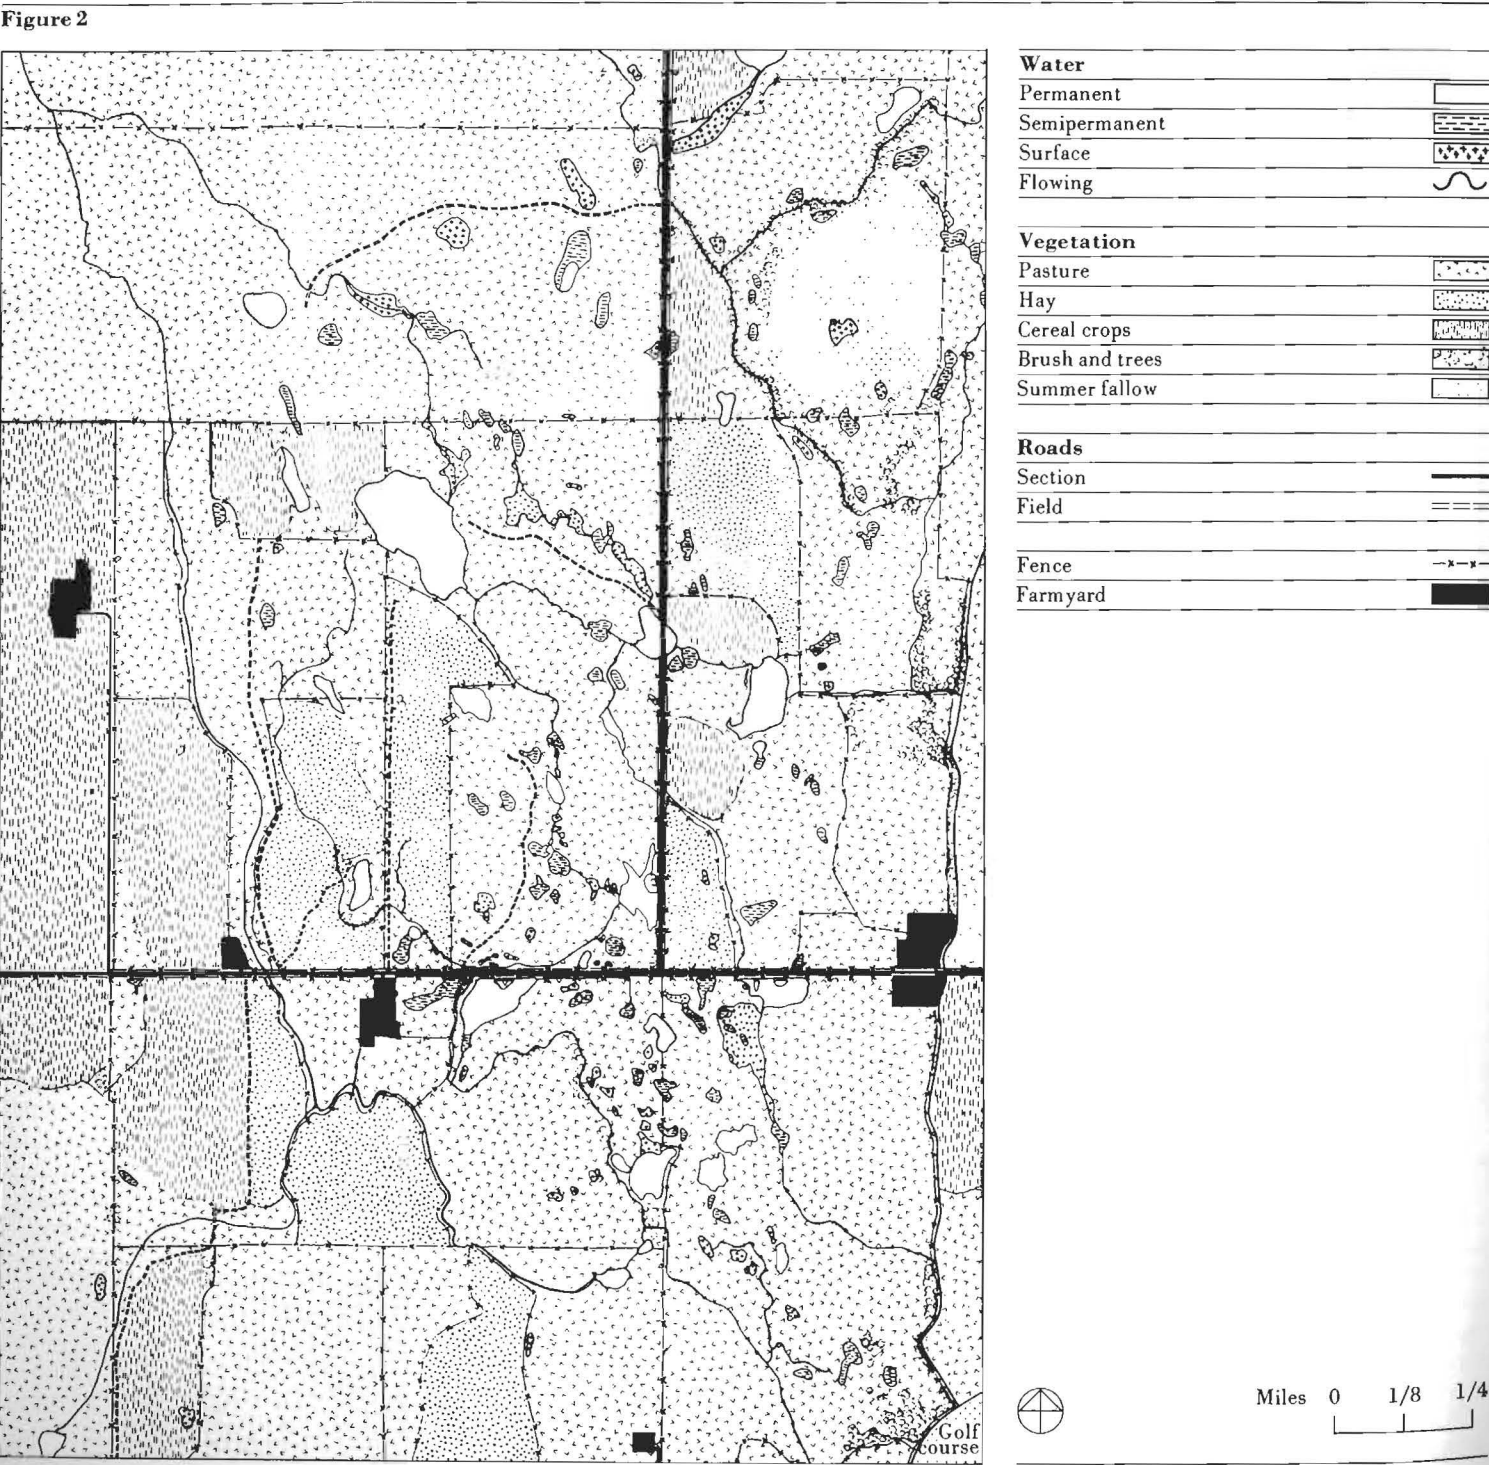 Figure 2
Water
Permanent
Semipermanent
Surface
Flowing
Vegetation
Pasture
Hay
Cereal crops
Brush and trees
Summer fallow
Roads
Section
Field
Fence
Farmyard
Miles 0 1/8 1/4
Golf
course